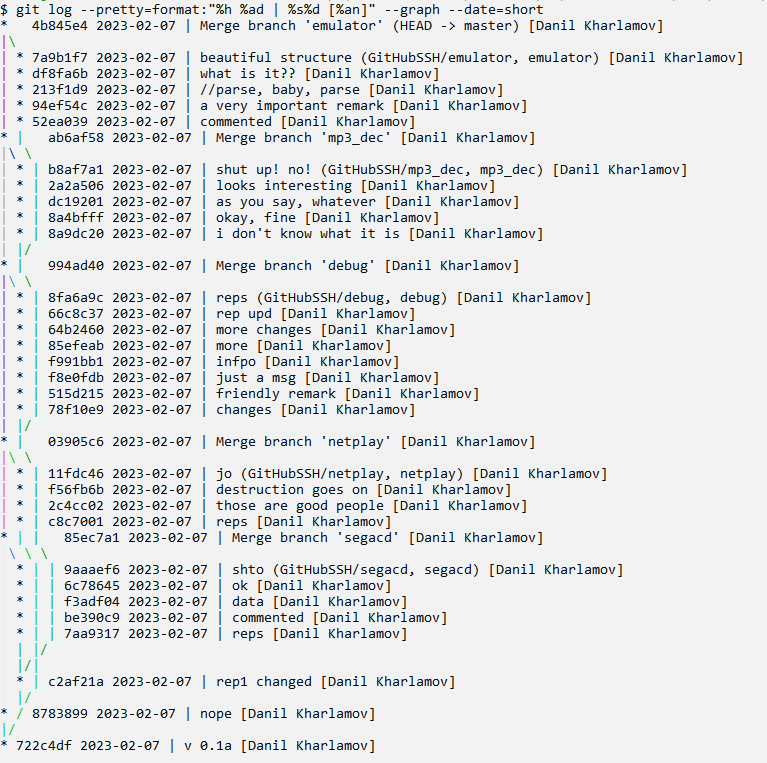 $ git log --pretty=format:"%h %ad | %s%d [%an]" --graph --date=short
*   4b845e4 2023-02-07 | Merge branch 'emulator' (HEAD -> master) [Danil Kharlamov]
|\
| * 7a9b1f7 2023-02-07 | beautiful structure (GitHubSSH/emulator, emulator) [Danil Kharlamov]
| * df8fa6b 2023-02-07 | what is it?? [Danil Kharlamov]
| * 213f1d9 2023-02-07 | //parse, baby, parse [Danil Kharlamov]
| * 94ef54c 2023-02-07 | a very important remark [Danil Kharlamov]
| * 52ea039 2023-02-07 | commented [Danil Kharlamov]
* |   ab6af58 2023-02-07 | Merge branch 'mp3_dec' [Danil Kharlamov]
|\ \
| * | b8af7a1 2023-02-07 | shut up! no! (GitHubSSH/mp3_dec, mp3_dec) [Danil Kharlamov]
| * | 2a2a506 2023-02-07 | looks interesting [Danil Kharlamov]
| * | dc19201 2023-02-07 | as you say, whatever [Danil Kharlamov]
| * | 8a4bfff 2023-02-07 | okay, fine [Danil Kharlamov]
| * | 8a9dc20 2023-02-07 | i don't know what it is [Danil Kharlamov]
| |/
* |   994ad40 2023-02-07 | Merge branch 'debug' [Danil Kharlamov]
|\ \
| * | 8fa6a9c 2023-02-07 | reps (GitHubSSH/debug, debug) [Danil Kharlamov]
| * | 66c8c37 2023-02-07 | rep upd [Danil Kharlamov]
| * | 64b2460 2023-02-07 | more changes [Danil Kharlamov]
| * | 85efeab 2023-02-07 | more [Danil Kharlamov]
| * | f991bb1 2023-02-07 | infpo [Danil Kharlamov]
| * | f8e0fdb 2023-02-07 | just a msg [Danil Kharlamov]
| * | 515d215 2023-02-07 | friendly remark [Danil Kharlamov]
| * | 78f10e9 2023-02-07 | changes [Danil Kharlamov]
| |/
* |   03905c6 2023-02-07 | Merge branch 'netplay' [Danil Kharlamov]
|\ \
| * | 11fdc46 2023-02-07 | jo (GitHubSSH/netplay, netplay) [Danil Kharlamov]
| * | f56fb6b 2023-02-07 | destruction goes on [Danil Kharlamov]
| * | 2c4cc02 2023-02-07 | those are good people [Danil Kharlamov]
| * | c8c7001 2023-02-07 | reps [Danil Kharlamov]
* | |   85ec7a1 2023-02-07 | Merge branch 'segacd' [Danil Kharlamov]
 \ \ \
  * | | 9aaaef6 2023-02-07 | shto (GitHubSSH/segacd, segacd) [Danil Kharlamov]
  * | | 6c78645 2023-02-07 | ok [Danil Kharlamov]
  * | | f3adf04 2023-02-07 | data [Danil Kharlamov]
  * | | be390c9 2023-02-07 | commented [Danil Kharlamov]
  * | | 7aa9317 2023-02-07 | reps [Danil Kharlamov]
  | |/
  |/|
  * | c2af21a 2023-02-07 | rep1 changed [Danil Kharlamov]
  |/
* / 8783899 2023-02-07 | nope [Danil Kharlamov]
|/
* 722c4df 2023-02-07 | v 0.1a [Danil Kharlamov]